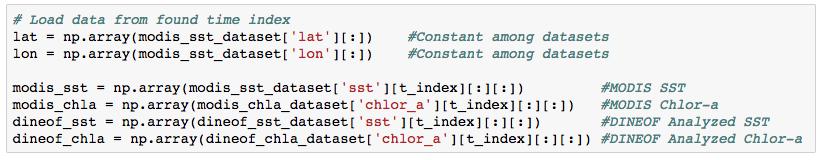 # Load data from found time index
lat = np.array(modis_sst_dataset['lat'][:])    #Constant among datasets
lon = np.array(modis_sst_dataset['lon'][:])    #Constant among datasets
modis_sst = np.array(modis_sst_dataset['sst'][t_index][:][:])         #MODIS SST
modis_chla = np.array(modis_chla_dataset['chlor_a'][t_index][:][:])   #MODIS Chlor-a
dineof_sst = np.array(dineof_sst_dataset['sst'][t_index][:][:])       #DINEOF Analyzed SST
dineof_chla = np.array(dineof_chla_dataset['chlor_a'][t_index][:][:]) #DINEOF Analyzed Chlor-a